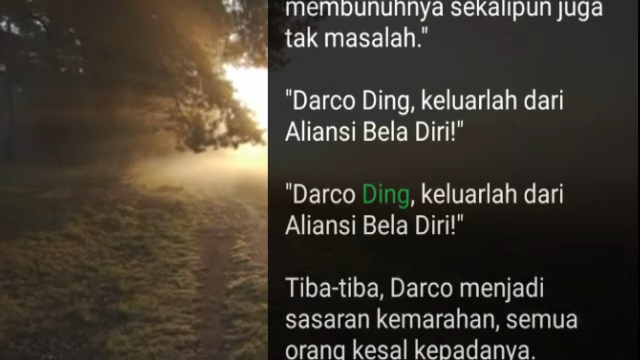 membunuhnya sekalipun juga
tak masalah."
"Darco Ding, keluarlah dari
Aliansi Bela Diri!"
"Darco Ding, keluarlah dari
Aliansi Bela Diri!"
Tiba-tiba, Darco menjadi
sasaran kemarahan, semua
orang kesal kepadanya.